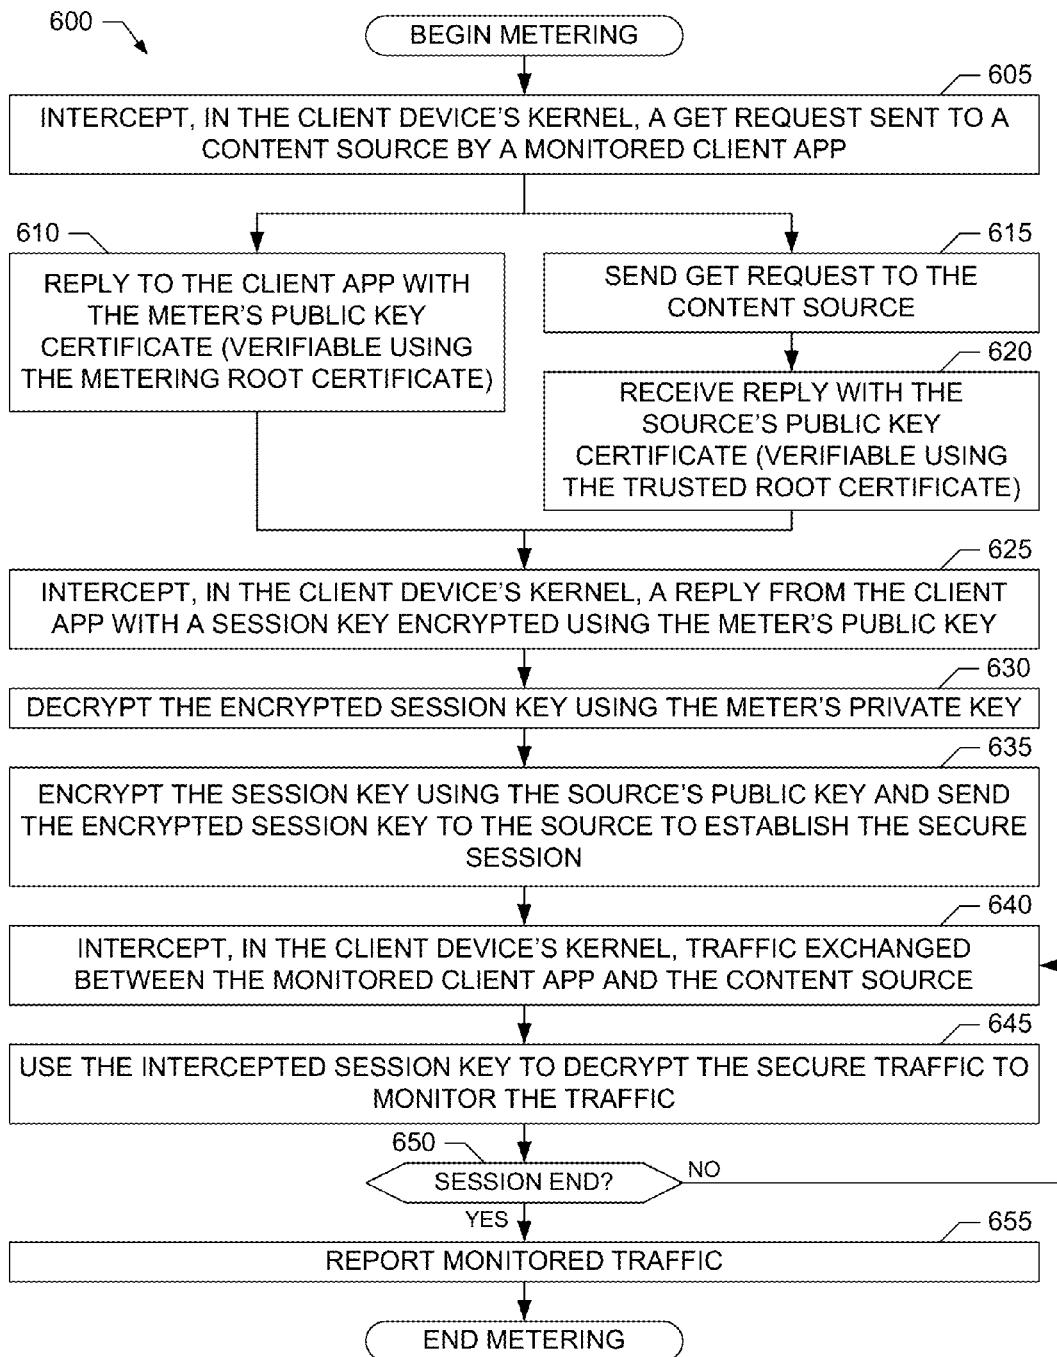 600
BEGIN METERING
605
INTERCEPT, IN THE CLIENT DEVICE'S KERNEL, A GET REQUEST SENT TO A
CONTENT SOURCE BY A MONITORED CLIENT APP
610
REPLY TO THE CLIENT APP WITH
THE METER'S PUBLIC KEY
CERTIFICATE (VERIFIABLE USING
THE METERING ROOT CERTIFICATE)
615
SEND GET REQUEST TO THE
CONTENT SOURCE
620
RECEIVE REPLY WITH THE
SOURCE'S PUBLIC KEY
CERTIFICATE (VERIFIABLE USING
THE TRUSTED ROOT CERTIFICATE)
625
INTERCEPT, IN THE CLIENT DEVICE'S KERNEL, A REPLY FROM THE CLIENT
APP WITH A SESSION KEY ENCRYPTED USING THE METER'S PUBLIC KEY
630
DECRYPT THE ENCRYPTED SESSION KEY USING THE METER'S PRIVATE KEY
635
ENCRYPT THE SESSION KEY USING THE SOURCE'S PUBLIC KEY AND SEND
THE ENCRYPTED SESSION KEY TO THE SOURCE TO ESTABLISH THE SECURE
SESSION
640
INTERCEPT, IN THE CLIENT DEVICE'S KERNEL, TRAFFIC EXCHANGED
BETWEEN THE MONITORED CLIENT APP AND THE CONTENT SOURCE
645
USE THE INTERCEPTED SESSION KEY TO DECRYPT THE SECURE TRAFFIC TO
MONITOR THE TRAFFIC
650
SESSION END?
NO
YES
655
REPORT MONITORED TRAFFIC
END METERING